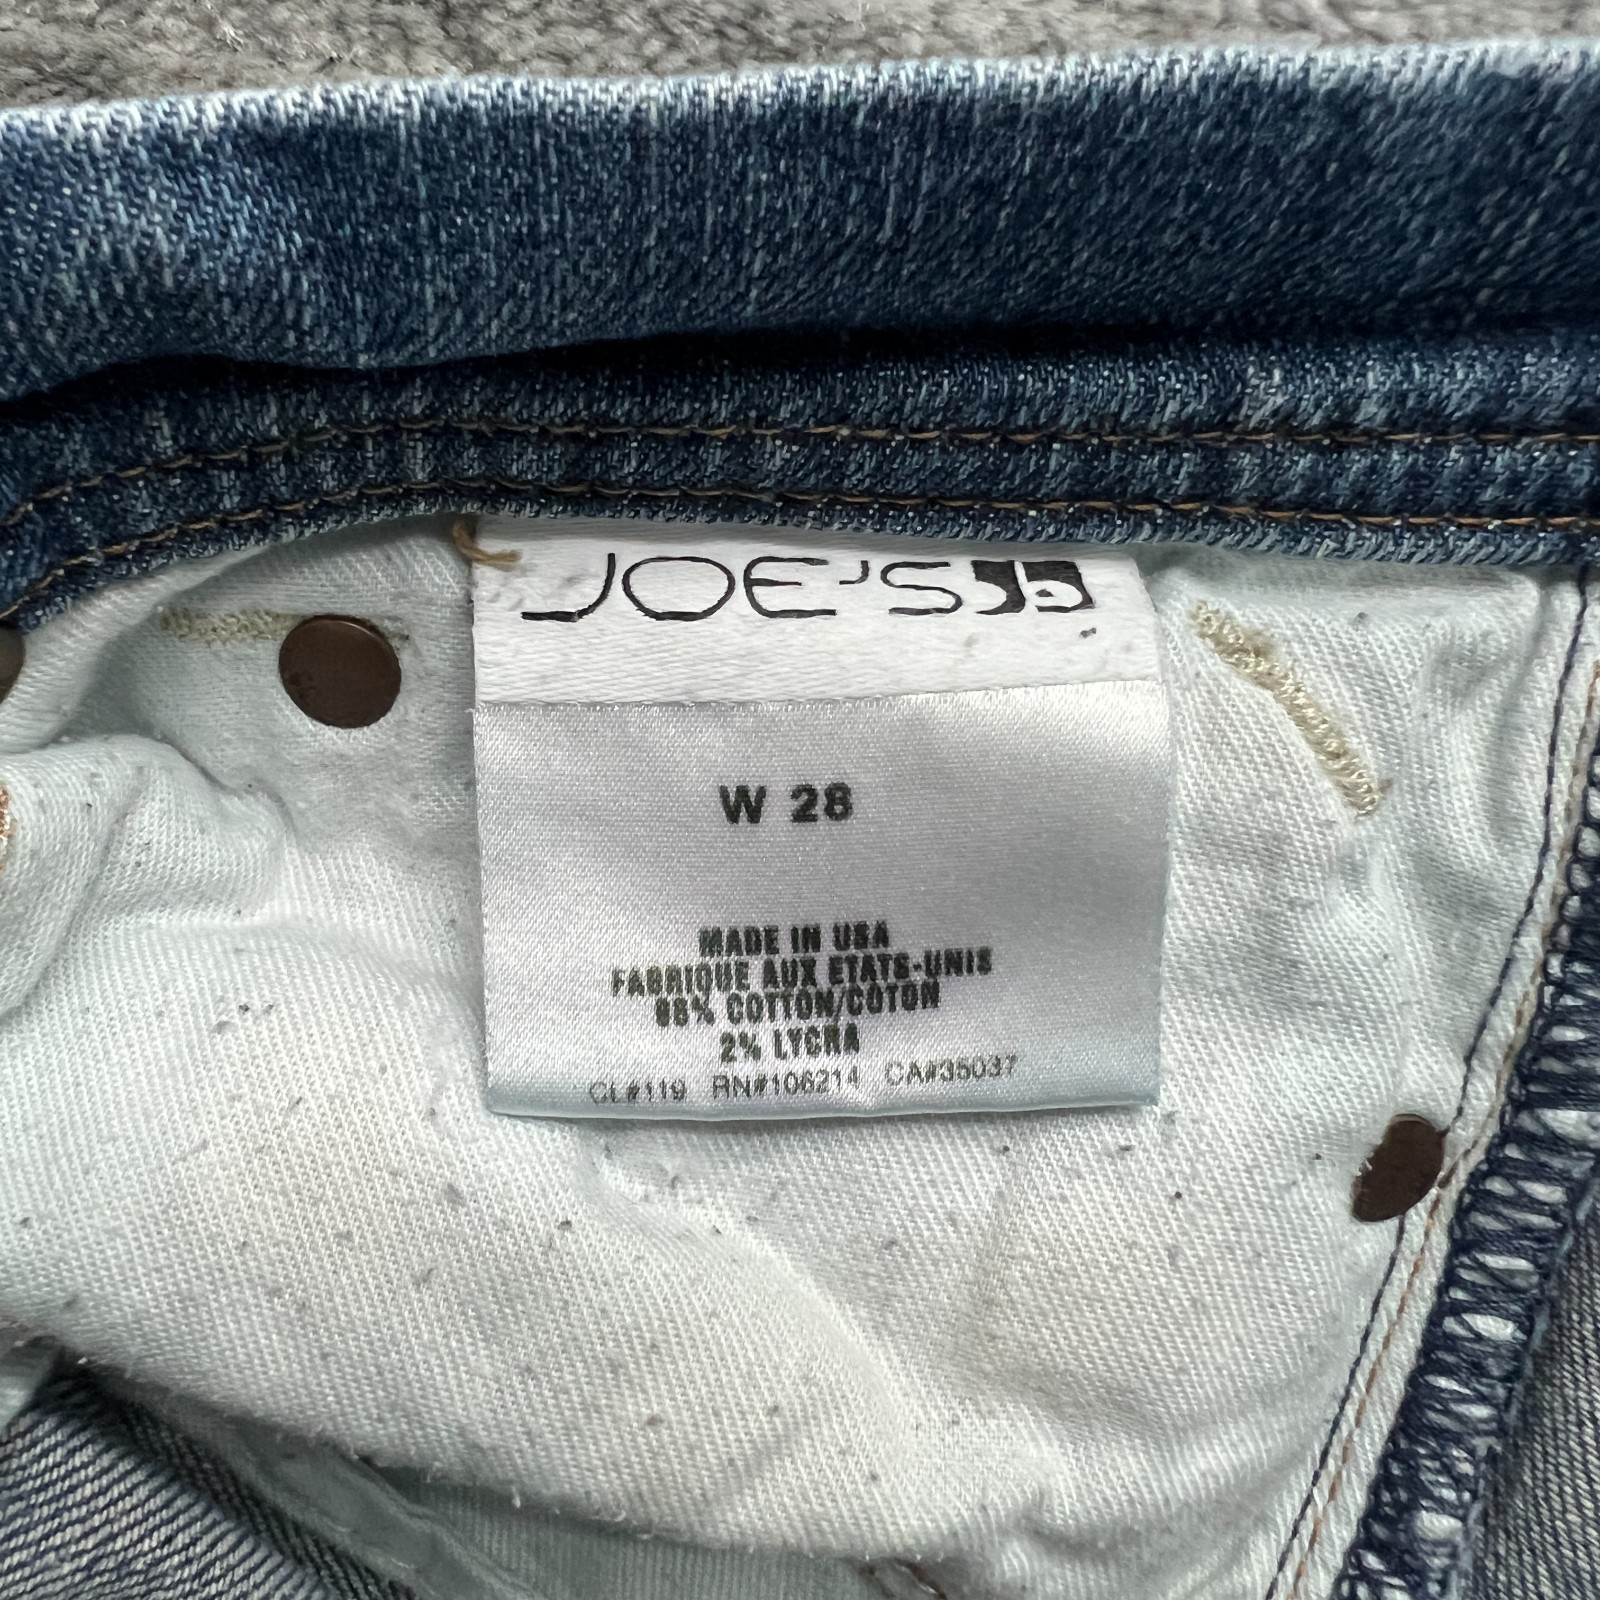 JOE'S
W 28
MADE IN USA
FABRIQUE AUX ETATS-UNIS
98% COTTON/COTON
2% LYCRA
CL#119 RN#106214 CA#35037